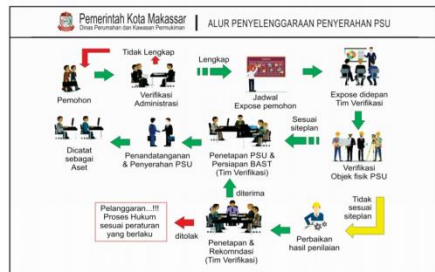 Pemerintah Kota Makassar
Dinas Perumahan dan Kawasan Permukiman
ALUR PENYELENGGARAAN PENYERAHAN PSU
Tidak Lengkap
Lengkap
Pemohon
Verifikasi
Administrasi
Jadwal
Expose pemohon
Expose didepan
Tim Verifikasi
Sesuai
siteplan
Dicatat
sebagai
Aset
Penandatanganan
& Penyerahan PSU
Penetapan PSU &
Persiapan BAST
(Tim Verifikasi)
Verifikasi
Objek fisik PSU
diterima
Tidak
sesuai
siteplan
Pelanggaran...!!!
Proses Hukum
sesuai peraturan
yang berlaku
ditolak
Penetapan &
Rekomndasi
(Tim Verifikasi)
Perbaikan
hasil penilaian